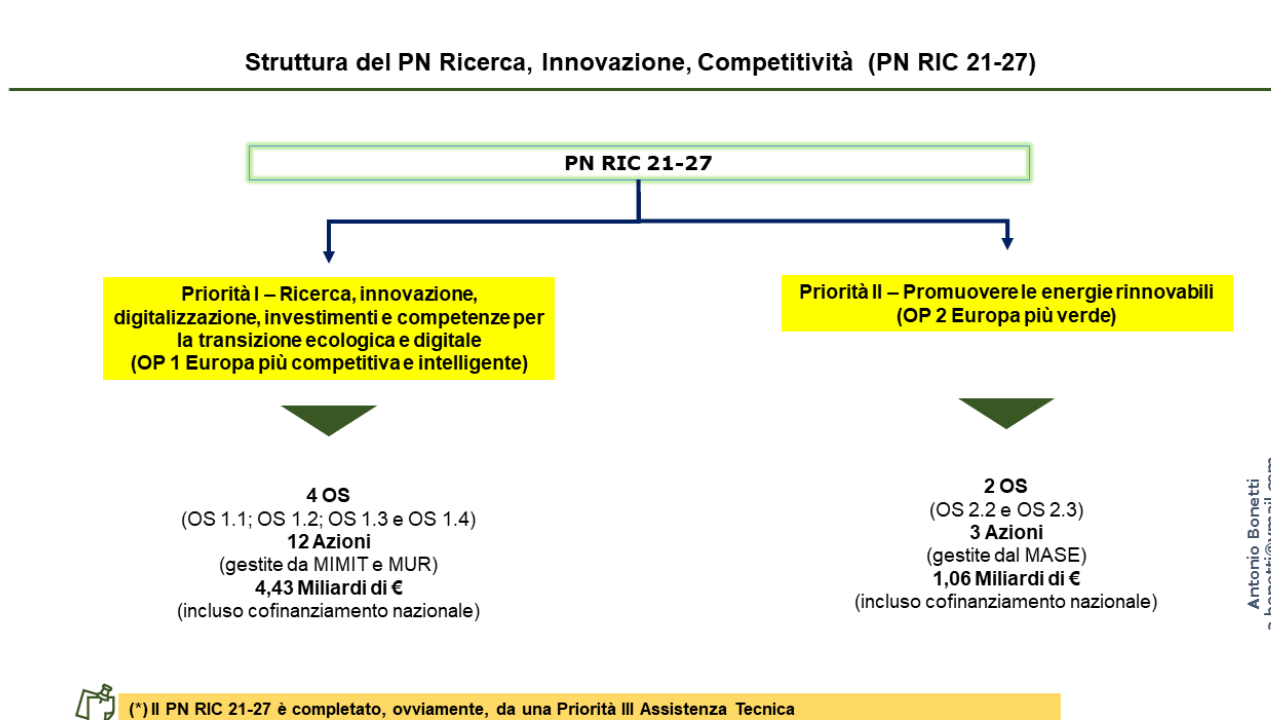 Struttura del PN Ricerca, Innovazione, Competitività (PN RIC 21-27)
PN RIC 21-27
Priorità I – Ricerca, innovazione,
digitalizzazione, investimenti e competenze per
la transizione ecologica e digitale
(OP 1 Europa più competitiva e intelligente)
Priorità II – Promuovere le energie rinnovabili
(OP 2 Europa più verde)
4 OS
(OS 1.1; OS 1.2; OS 1.3 e OS 1.4)
12 Azioni
(gestite da MIMIT e MUR)
4,43 Miliardi di €
(incluso cofinanziamento nazionale)
2 OS
(OS 2.2 e OS 2.3)
3 Azioni
(gestite dal MASE)
1,06 Miliardi di €
(incluso cofinanziamento nazionale)
Antonio Bonetti
(*) Il PN RIC 21-27 è completato, ovviamente, da una Priorità III Assistenza Tecnica